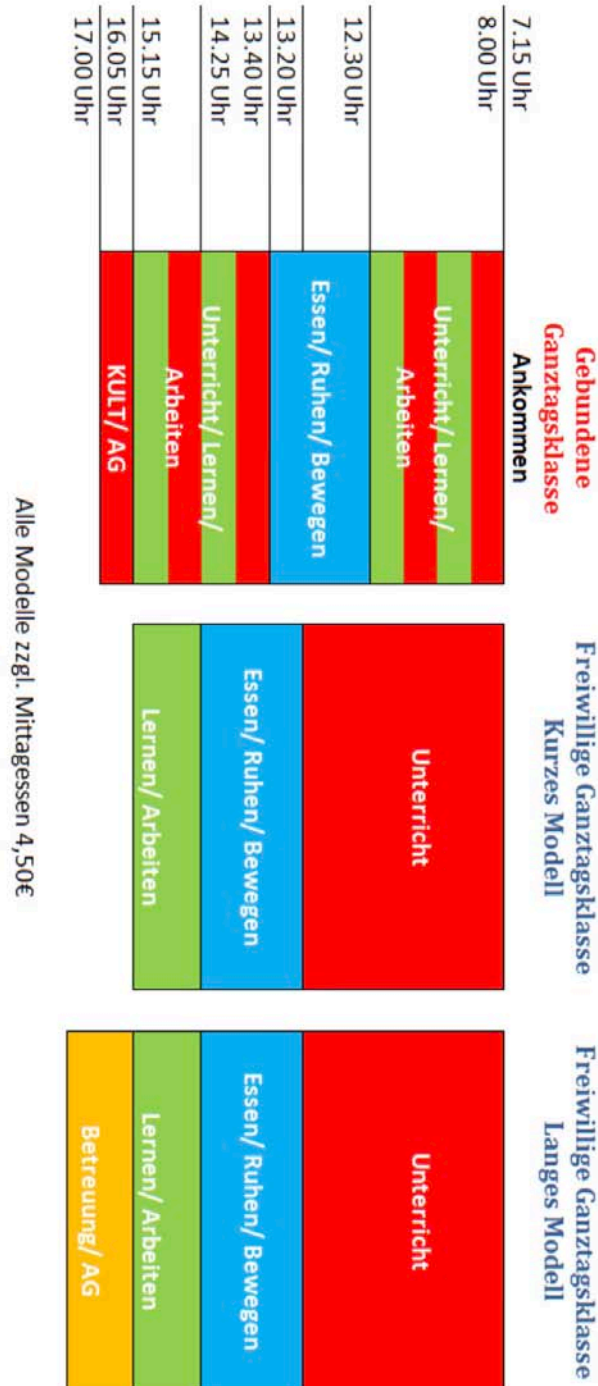 Gebundene
Ganztagsklasse
Freiwillige Ganztagsklasse
Kurzes Modell
Freiwillige Ganztagsklasse
Langes Modell
7.15 Uhr
Ankommen
8.00 Uhr
12.30 Uhr
13.20 Uhr
13.40 Uhr
14.25 Uhr
15.15 Uhr
16.05 Uhr
17.00 Uhr
Unterricht/ Lernen/
Arbeiten
Essen/ Ruhen/ Bewegen
Unterricht/ Lernen/
Arbeiten
KULT/ AG
Unterricht
Essen/ Ruhen/ Bewegen
Lernen/ Arbeiten
Unterricht
Essen/ Ruhen/ Bewegen
Lernen/ Arbeiten
Betreuung/ AG
Alle Modelle zzgl. Mittagessen 4,50€